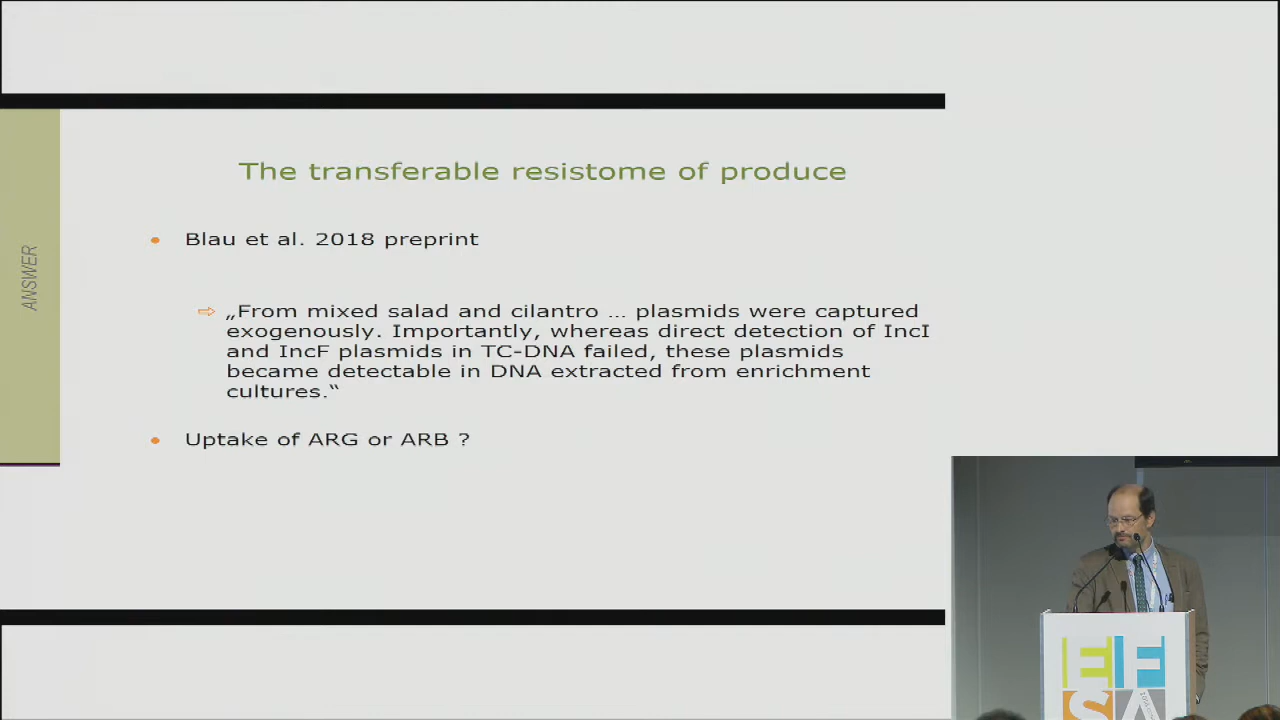 ANSWER
The transferable resistome of produce
• Blau et al. 2018 preprint
⇨ „From mixed salad and cilantro ... plasmids were captured
exogenously. Importantly, whereas direct detection of IncI
and IncF plasmids in TC-DNA failed, these plasmids
became detectable in DNA extracted from enrichment
cultures.“
• Uptake of ARG or ARB ?
EF
SA